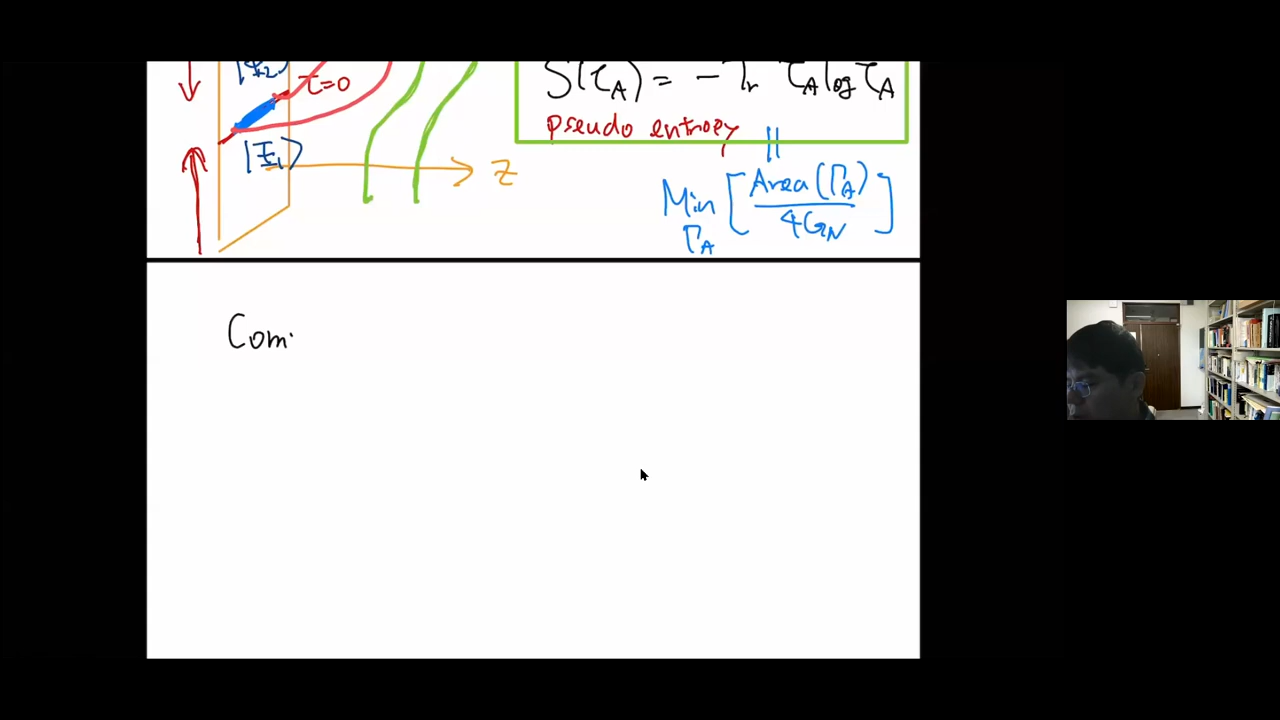 |Ψ₂⟩
τ=0
S(τ_A) = - Tr τ_A log τ_A
pseudo entropy
|Ψ₁⟩
z
||
Min Γ_A [ Area(Γ_A) / 4G_N ]
Com